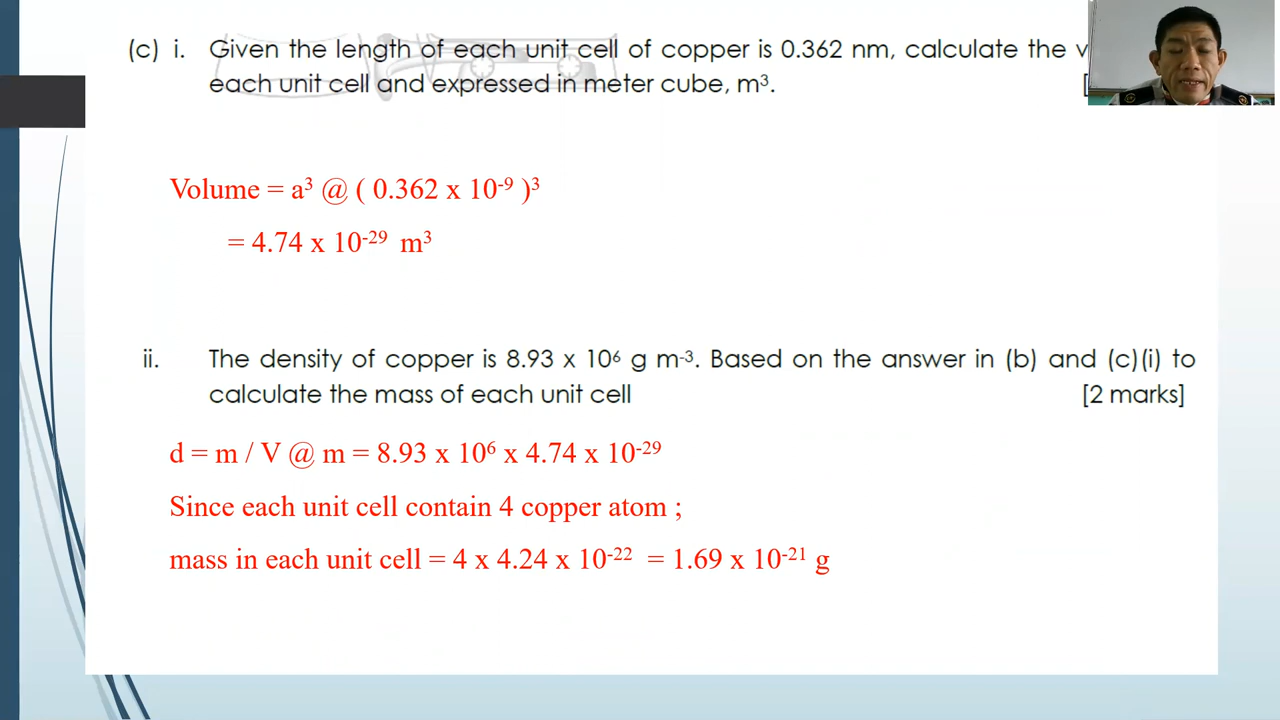 (c) i. Given the length of each unit cell of copper is 0.362 nm, calculate the
each unit cell and expressed in meter cube, m³.
Volume = a³ @ ( 0.362 x 10⁻⁹ )³
= 4.74 x 10⁻²⁹ m³
ii. The density of copper is 8.93 x 10⁶ g m⁻³. Based on the answer in (b) and (c)(i) to
calculate the mass of each unit cell [2 marks]
d = m / V @ m = 8.93 x 10⁶ x 4.74 x 10⁻²⁹
Since each unit cell contain 4 copper atom ;
mass in each unit cell = 4 x 4.24 x 10⁻²² = 1.69 x 10⁻²¹ g